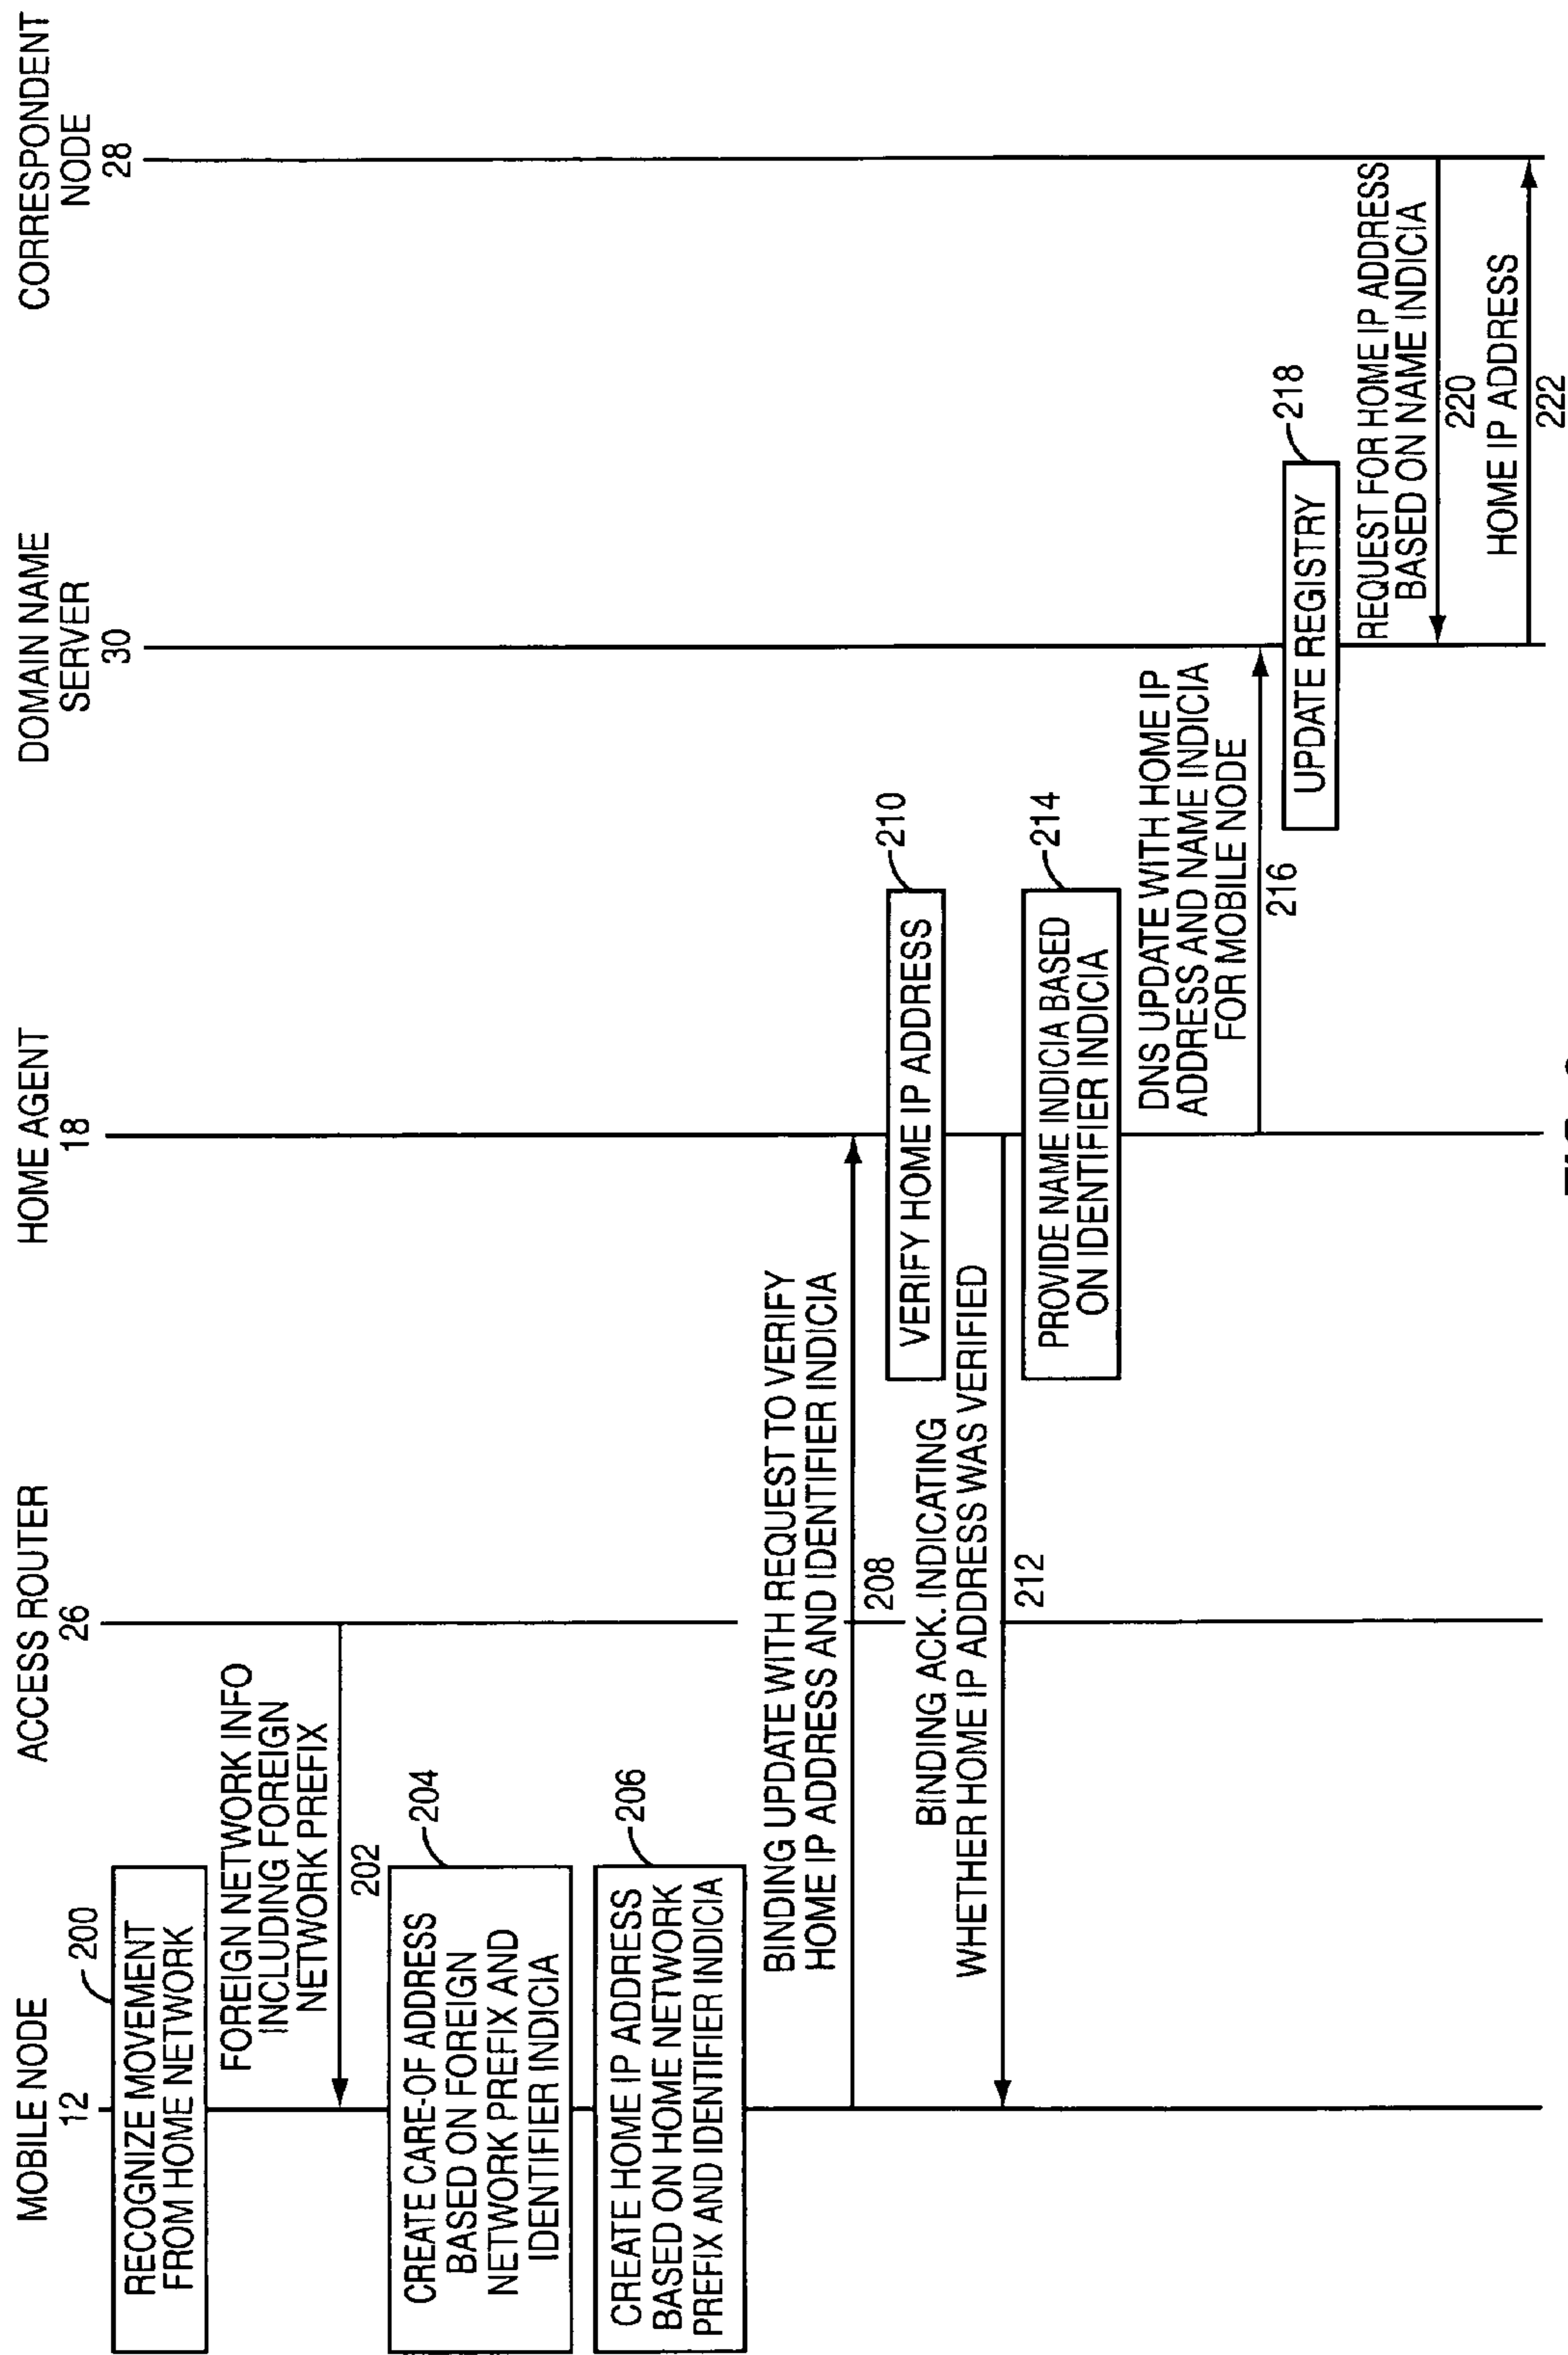 MOBILE NODE
12
ACCESS ROUTER
26
HOME AGENT
18
DOMAIN NAME
SERVER
30
CORRESPONDENT
NODE
28
200
RECOGNIZE MOVEMENT
FROM HOME NETWORK
FOREIGN NETWORK INFO
INCLUDING FOREIGN
NETWORK PREFIX
202
204
CREATE CARE-OF ADDRESS
BASED ON FOREIGN
NETWORK PREFIX AND
IDENTIFIER INDICIA
206
CREATE HOME IP ADDRESS
BASED ON HOME NETWORK
PREFIX AND IDENTIFIER INDICIA
BINDING UPDATE WITH REQUEST TO VERIFY
HOME IP ADDRESS AND IDENTIFIER INDICIA
208
210
VERIFY HOME IP ADDRESS
BINDING ACK. INDICATING
WHETHER HOME IP ADDRESS WAS VERIFIED
212
214
PROVIDE NAME INDICIA BASED
ON IDENTIFIER INDICIA
DNS UPDATE WITH HOME IP
ADDRESS AND NAME INDICIA
FOR MOBILE NODE
216
218
UPDATE REGISTRY
REQUEST FOR HOME IP ADDRESS
BASED ON NAME INDICIA
220
HOME IP ADDRESS
222